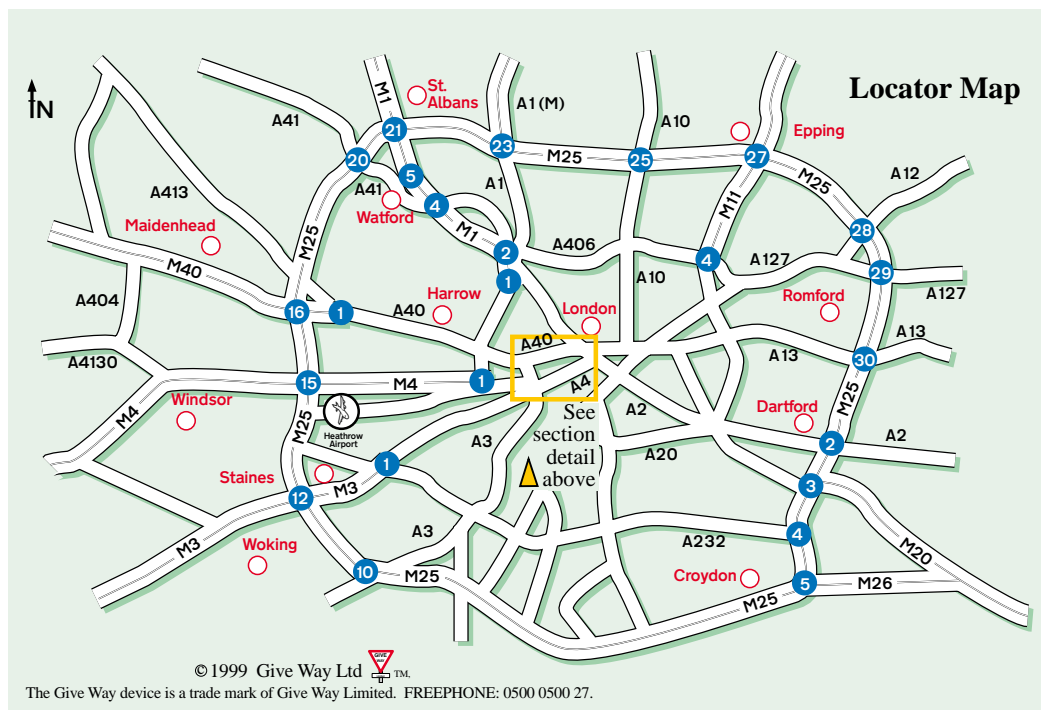 Locator Map
N
St.
Albans
M1
A1 (M)
A10
Epping
A41
21
23
M25
25
27
20
5
A41
A1
4
Watford
M11
M25
A12
A413
Maidenhead
M25
M1
A406
28
2
4
A127
29
M40
1
A10
A127
A404
Harrow
London
Romford
16
1
A40
A40
A13
A13
30
A4130
15
M4
1
A4
M25
M4
Windsor
M25
Heathrow
Airport
A3
See
section
detail
above
A2
Dartford
2
A2
A20
Staines
1
12
M3
3
M3
A3
A232
4
M20
Woking
10
M25
Croydon
5
M26
M25
©1999 Give Way Ltd
GIVE
WAY
TM.
The Give Way device is a trade mark of Give Way Limited. FREEPHONE: 0500 0500 27.